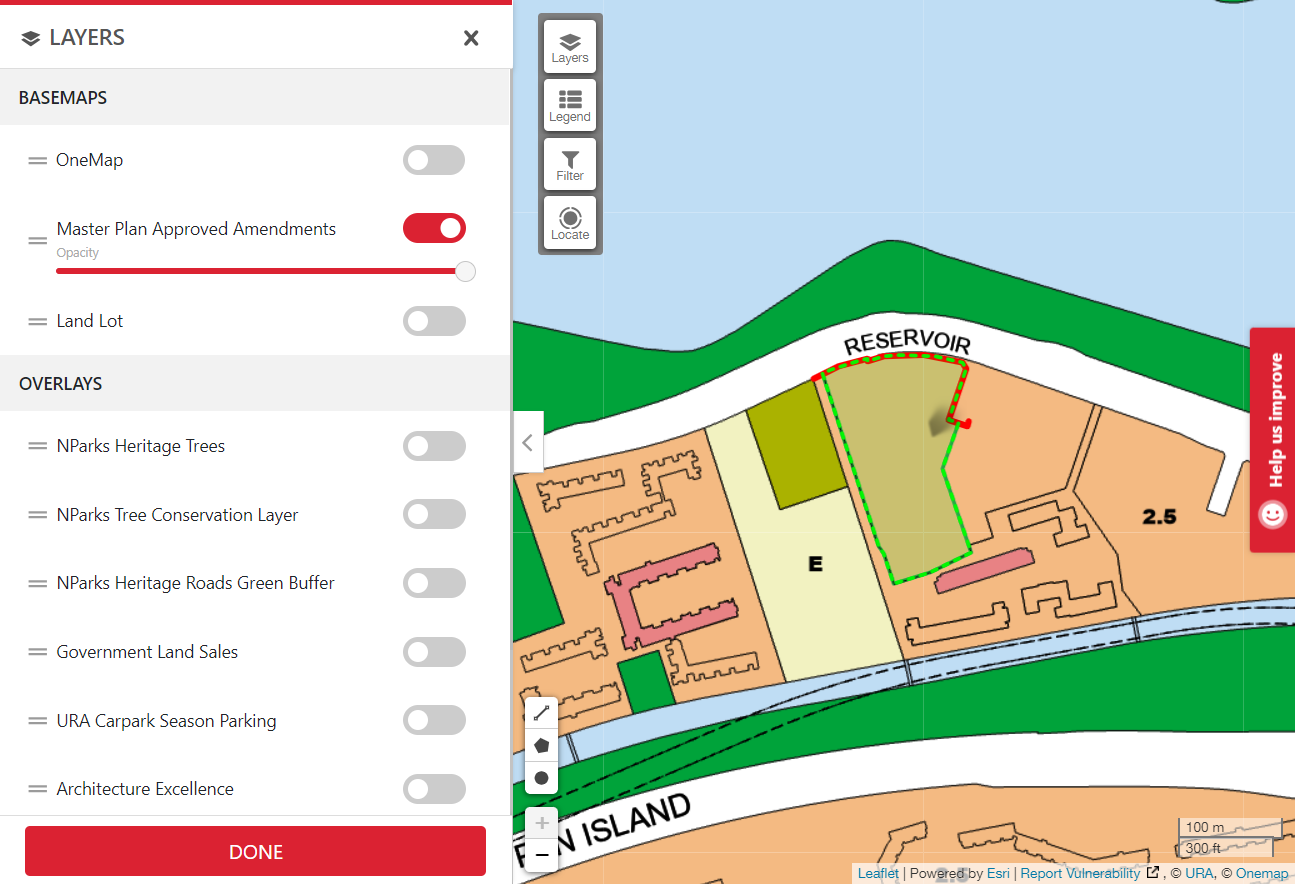 LAYERS
BASEMAPS
OneMap
Master Plan Approved Amendments
Opacity
Land Lot
OVERLAYS
NParks Heritage Trees
NParks Tree Conservation Layer
NParks Heritage Roads Green Buffer
Government Land Sales
URA Carpark Season Parking
Architecture Excellence
DONE
Layers
Legend
Filter
Locate
RESERVOIR
Help us improve
2.5
E
ISLAND
2.5
100 m
300 ft
Leaflet | Powered by Esri | Report Vulnerability , © URA, © Onemap